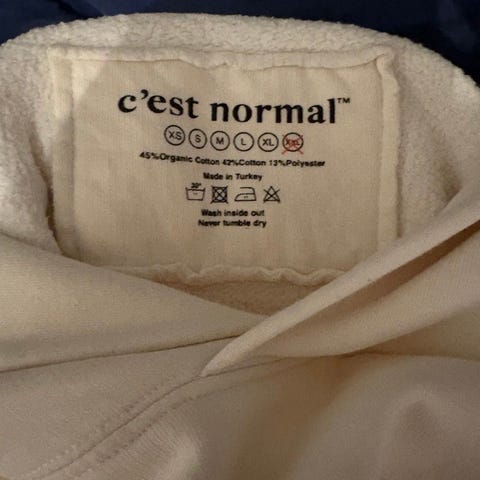 c'est normal™
XS S M L XL XXL
45%Organic Cotton 42%Cotton 13%Polyester
Made in Turkey
30°
Wash inside out
Never tumble dry